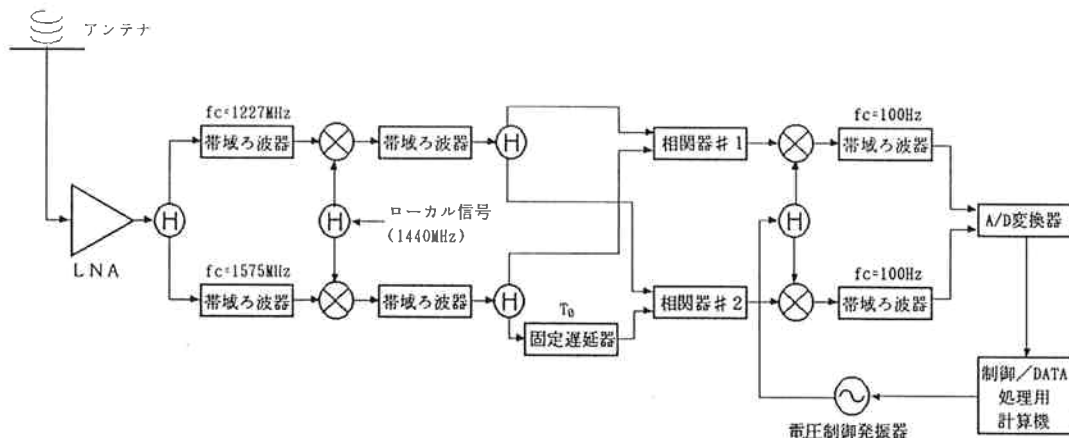 アンテナ
fc=1227MHz
帯域ろ波器
帯域ろ波器
H
相関器#1
fc=100Hz
帯域ろ波器
H
LNA
H
ローカル信号
(1440MHz)
H
A/D変換器
fc=1575MHz
帯域ろ波器
帯域ろ波器
H
T₀
固定遅延器
相関器#2
fc=100Hz
帯域ろ波器
制御/DATA
処理用
計算機
電圧制御発振器